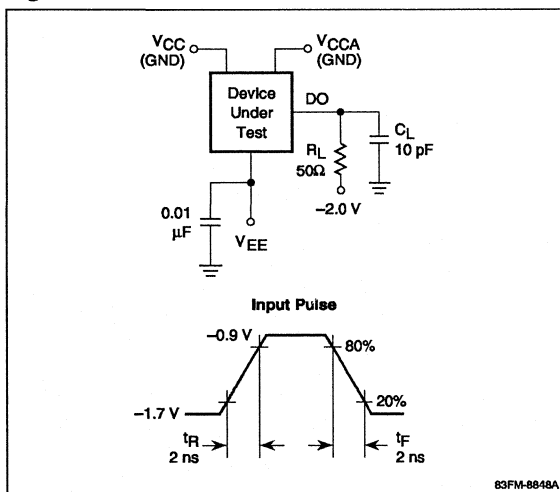 VCC
(GND)
VCCA
(GND)
Device
Under
Test
DO
RL
50Ω
CL
10 pF
–2.0 V
0.01
μF
VEE
Input Pulse
–0.9 V
80%
–1.7 V
20%
tR
2 ns
tF
2 ns
83FM-8848A